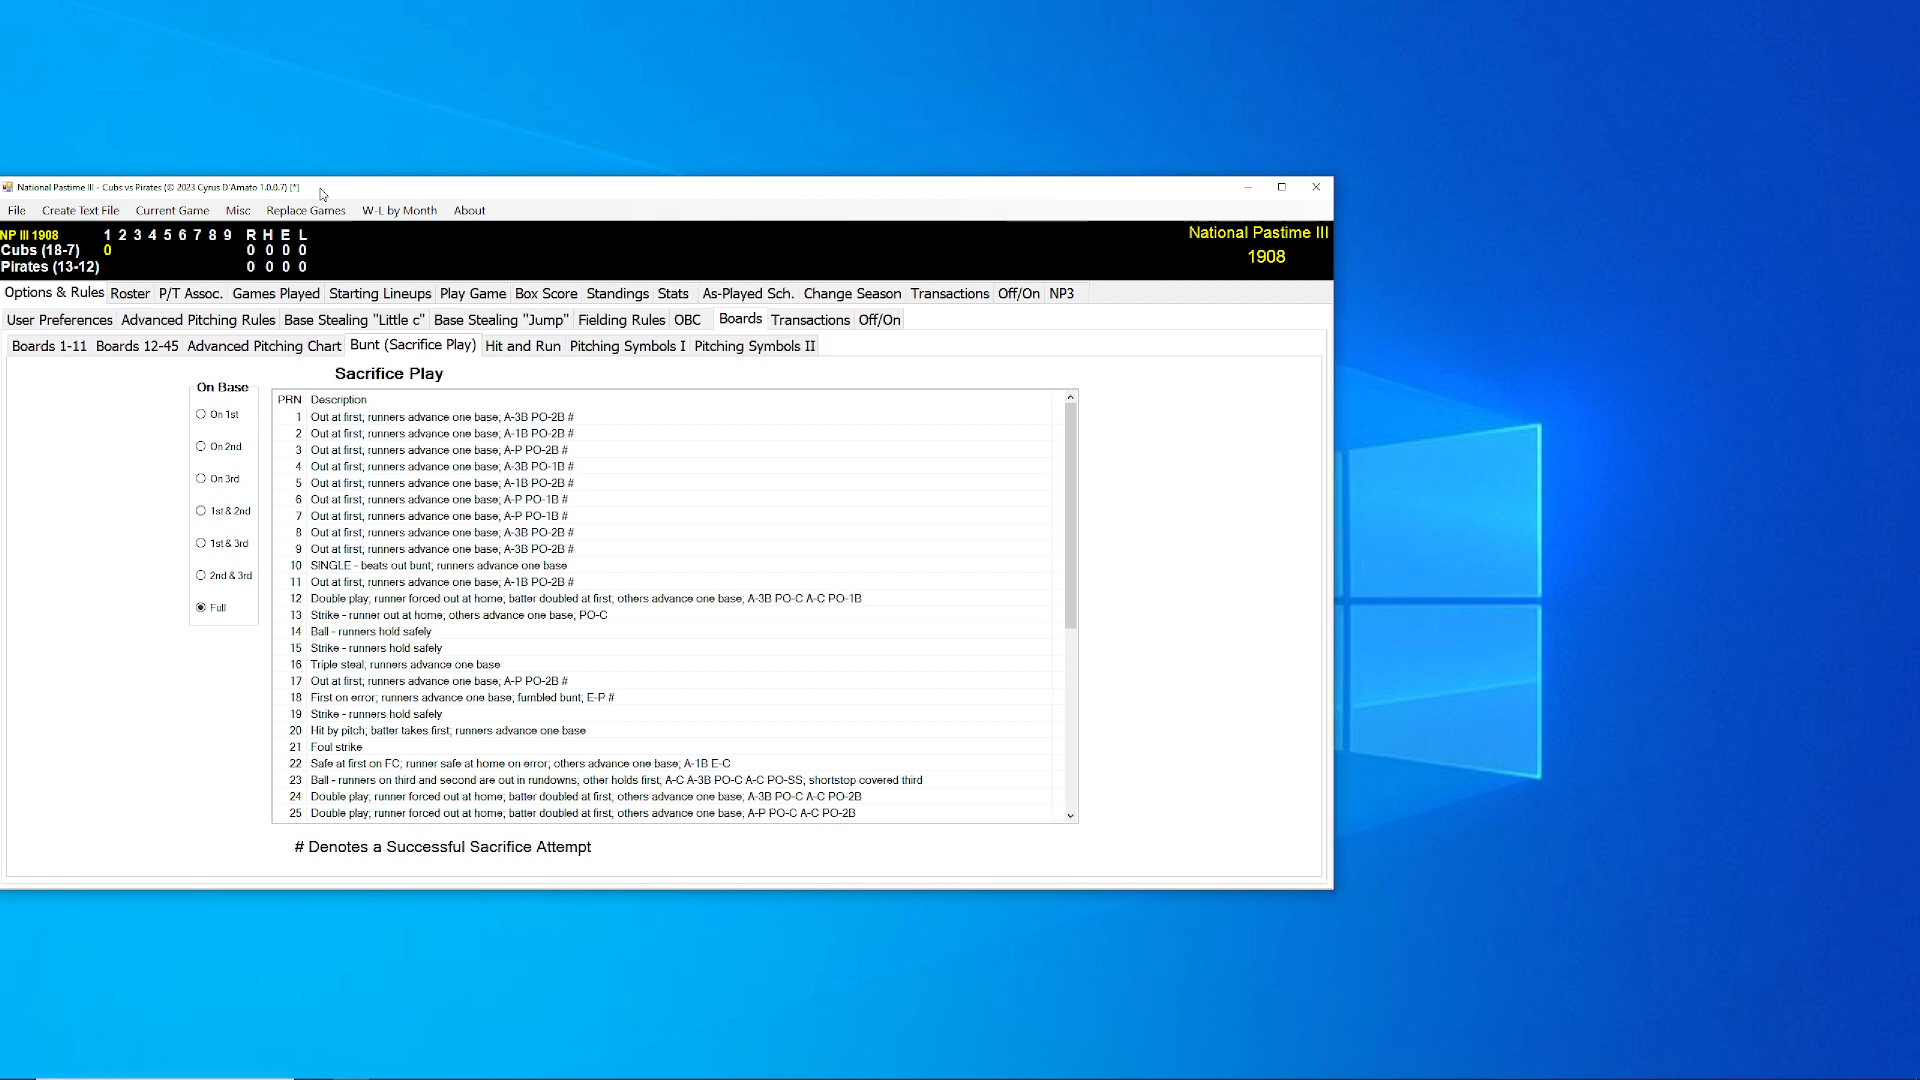 National Pastime III - Cubs vs Pirates (© 2023 Cyrus D'Amato 1.0.0.7) [*]
File Create Text File Current Game Misc Replace Games W-L by Month About
NP III 1908 1 2 3 4 5 6 7 8 9 R H E L National Pastime III
Cubs (18-7) 0 0 0 0 0 1908
Pirates (13-12) 0 0 0 0
Options & Rules Roster P/T Assoc. Games Played Starting Lineups Play Game Box Score Standings Stats As-Played Sch. Change Season Transactions Off/On NP3
User Preferences Advanced Pitching Rules Base Stealing "Little c" Base Stealing "Jump" Fielding Rules OBC Boards Transactions Off/On
Boards 1-11 Boards 12-45 Advanced Pitching Chart Bunt (Sacrifice Play) Hit and Run Pitching Symbols I Pitching Symbols II
Sacrifice Play
On Base
On 1st
On 2nd
On 3rd
1st & 2nd
1st & 3rd
2nd & 3rd
Full
PRN Description
1 Out at first; runners advance one base; A-3B PO-2B #
2 Out at first; runners advance one base; A-1B PO-2B #
3 Out at first; runners advance one base; A-P PO-2B #
4 Out at first; runners advance one base; A-3B PO-1B #
5 Out at first; runners advance one base; A-1B PO-2B #
6 Out at first; runners advance one base; A-P PO-1B #
7 Out at first; runners advance one base; A-P PO-1B #
8 Out at first; runners advance one base; A-3B PO-2B #
9 Out at first; runners advance one base; A-3B PO-2B #
10 SINGLE - beats out bunt; runners advance one base
11 Out at first; runners advance one base; A-1B PO-2B #
12 Double play; runner forced out at home; batter doubled at first; others advance one base; A-3B PO-C A-C PO-1B
13 Strike - runner out at home; others advance one base; PO-C
14 Ball - runners hold safely
15 Strike - runners hold safely
16 Triple steal; runners advance one base
17 Out at first; runners advance one base; A-P PO-2B #
18 First on error; runners advance one base; fumbled bunt; E-P #
19 Strike - runners hold safely
20 Hit by pitch; batter takes first; runners advance one base
21 Foul strike
22 Safe at first on FC; runner safe at home on error; others advance one base; A-1B E-C
23 Ball - runners on third and second are out in rundowns; other holds first; A-C A-3B PO-C A-C PO-SS; shortstop covered third
24 Double play; runner forced out at home; batter doubled at first; others advance one base; A-3B PO-C A-C PO-2B
25 Double play; runner forced out at home; batter doubled at first; others advance one base; A-P PO-C A-C PO-2B
# Denotes a Successful Sacrifice Attempt